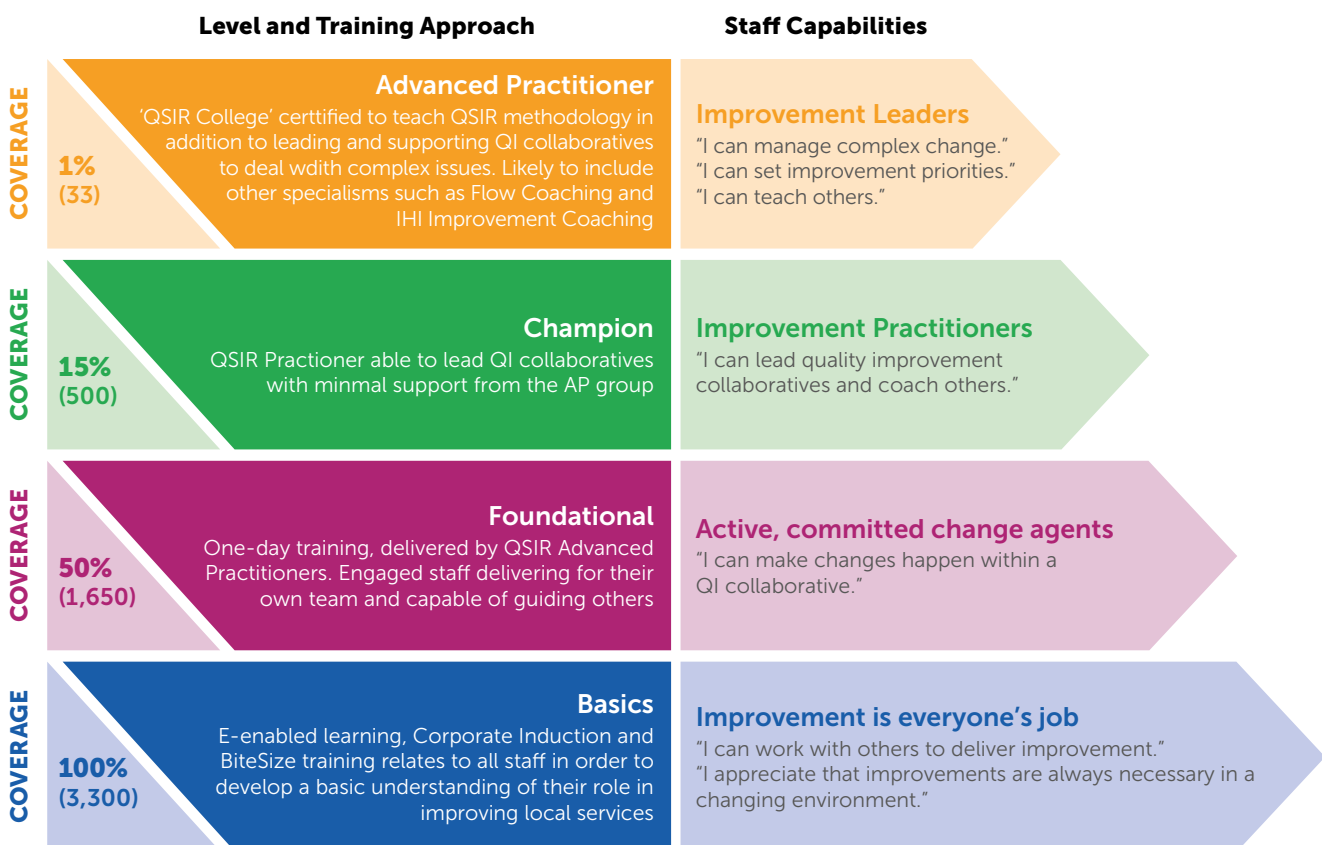 Level and Training Approach
Staff Capabilities
COVERAGE
1%
(33)
Advanced Practitioner
‘QSIR College’ certtified to teach QSIR methodology in
addition to leading and supporting QI collaboratives
to deal wdith complex issues. Likely to include
other specialisms such as Flow Coaching and
IHI Improvement Coaching
Improvement Leaders
“I can manage complex change.”
“I can set improvement priorities.”
“I can teach others.”
COVERAGE
15%
(500)
Champion
QSIR Practioner able to lead QI collaboratives
with minmal support from the AP group
Improvement Practitioners
“I can lead quality improvement
collaboratives and coach others.”
COVERAGE
50%
(1,650)
Foundational
One-day training, delivered by QSIR Advanced
Practitioners. Engaged staff delivering for their
own team and capable of guiding others
Active, committed change agents
“I can make changes happen within a
QI collaborative.”
COVERAGE
100%
(3,300)
Basics
E-enabled learning, Corporate Induction and
BiteSize training relates to all staff in order to
develop a basic understanding of their role in
improving local services
Improvement is everyone’s job
“I can work with others to deliver improvement.”
“I appreciate that improvements are always necessary in a
changing environment.”